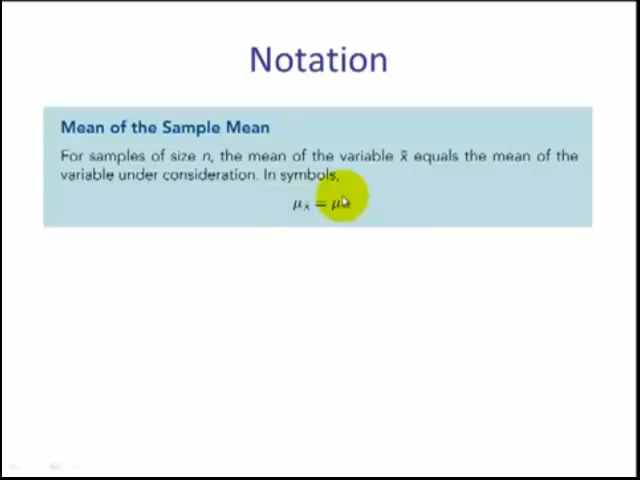 Notation
Mean of the Sample Mean
For samples of size n, the mean of the variable x̄ equals the mean of the
variable under consideration. In symbols,
μx̄ = μ.